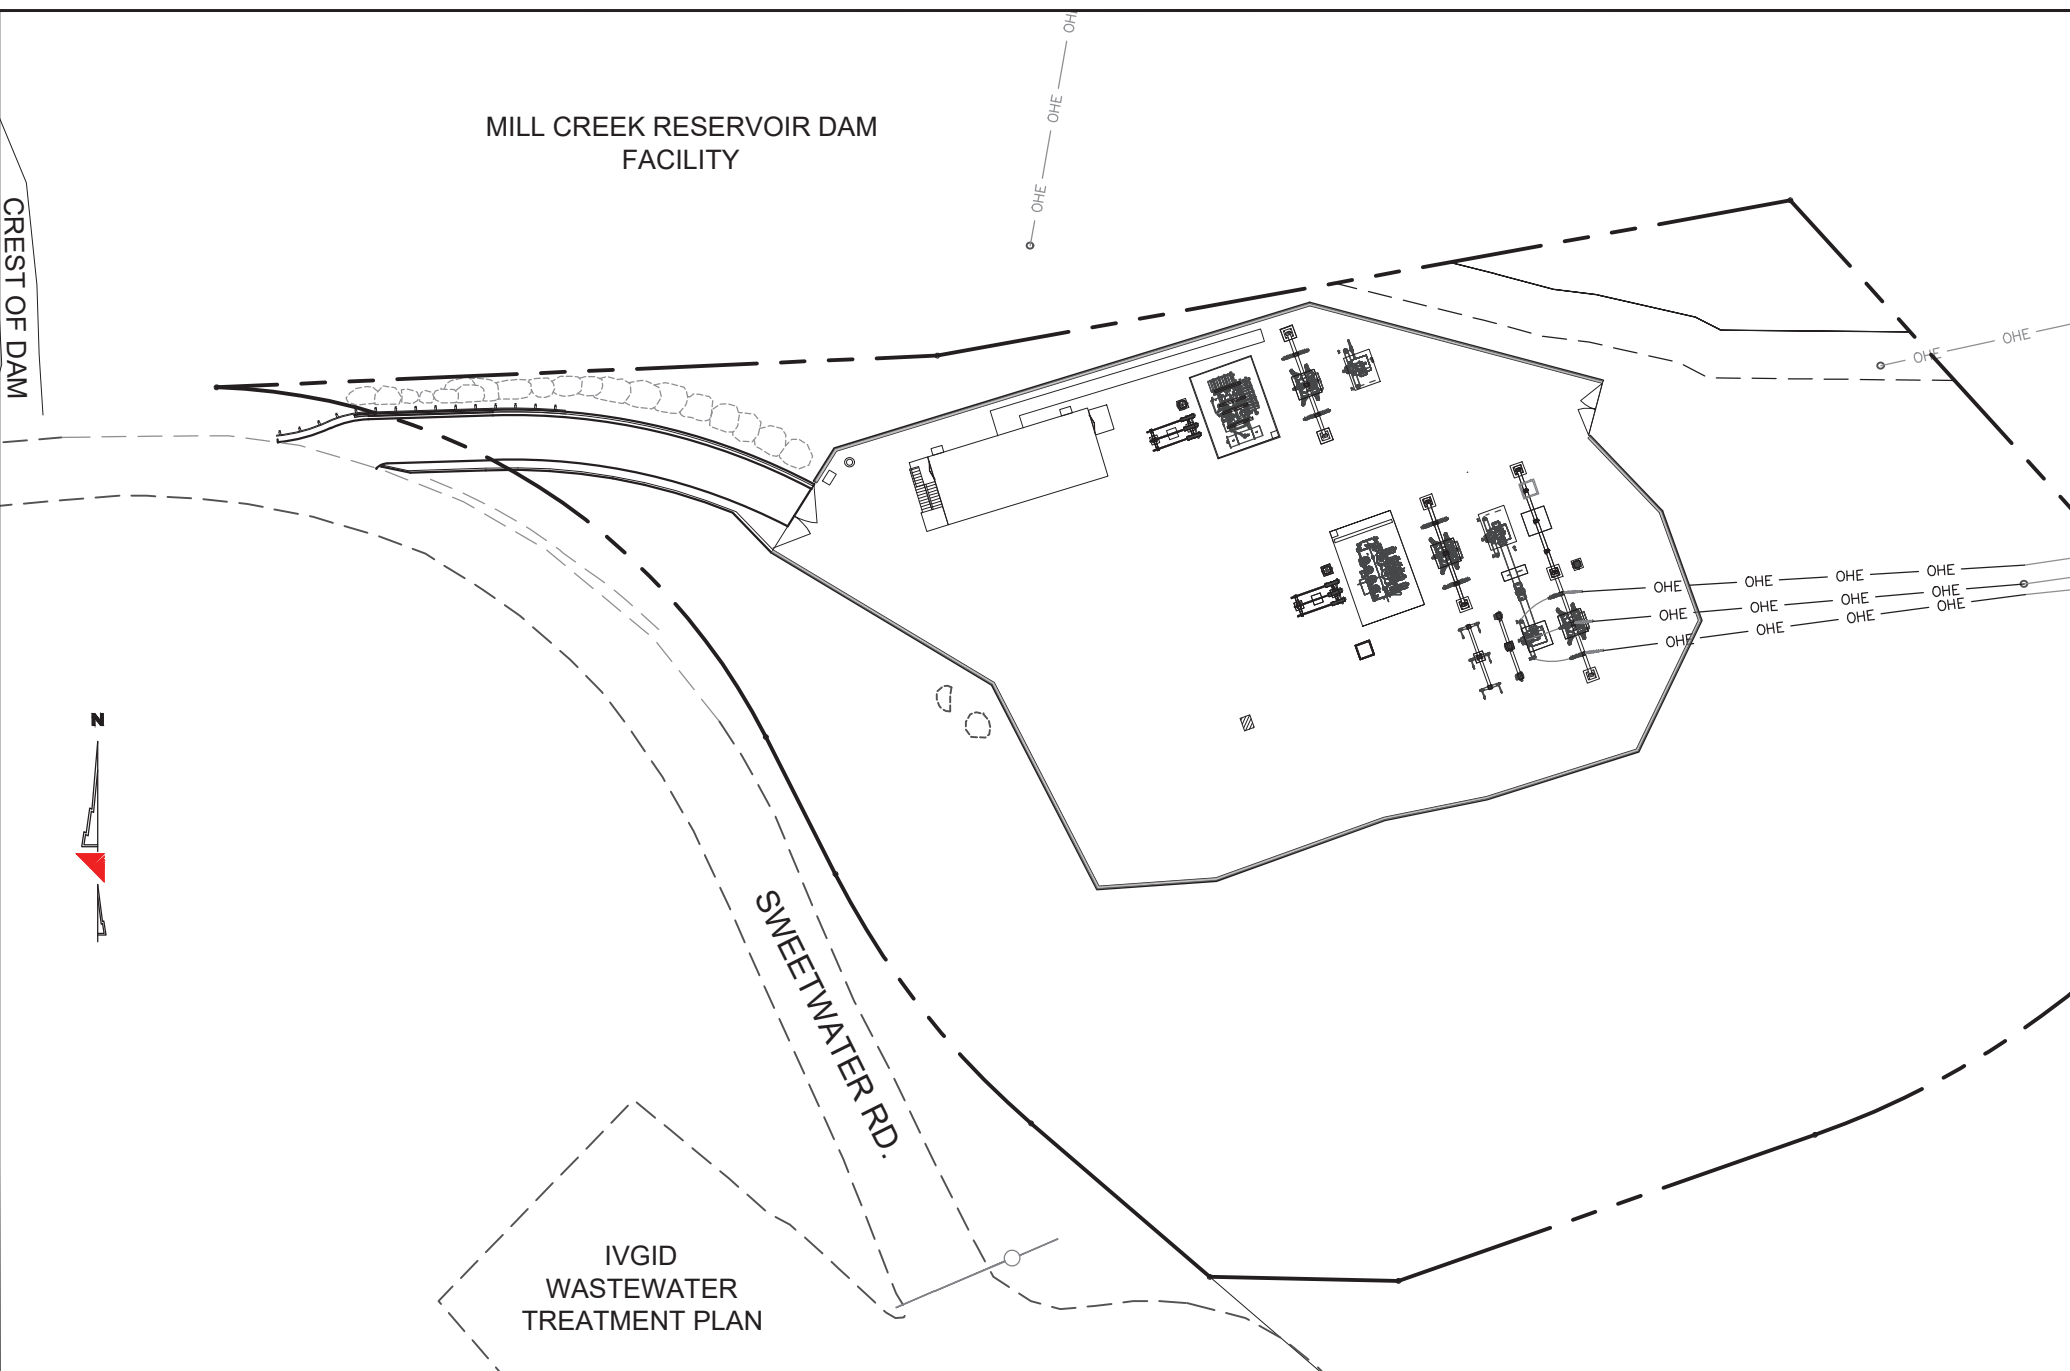 OHE
OHE
OHE
MILL CREEK RESERVOIR DAM
FACILITY
CREST OF DAM
OHE
OHE
OHE OHE OHE OHE
OHE OHE OHE OHE
OHE OHE OHE OHE
N
SWEETWATER RD.
IVGID
WASTEWATER
TREATMENT PLAN